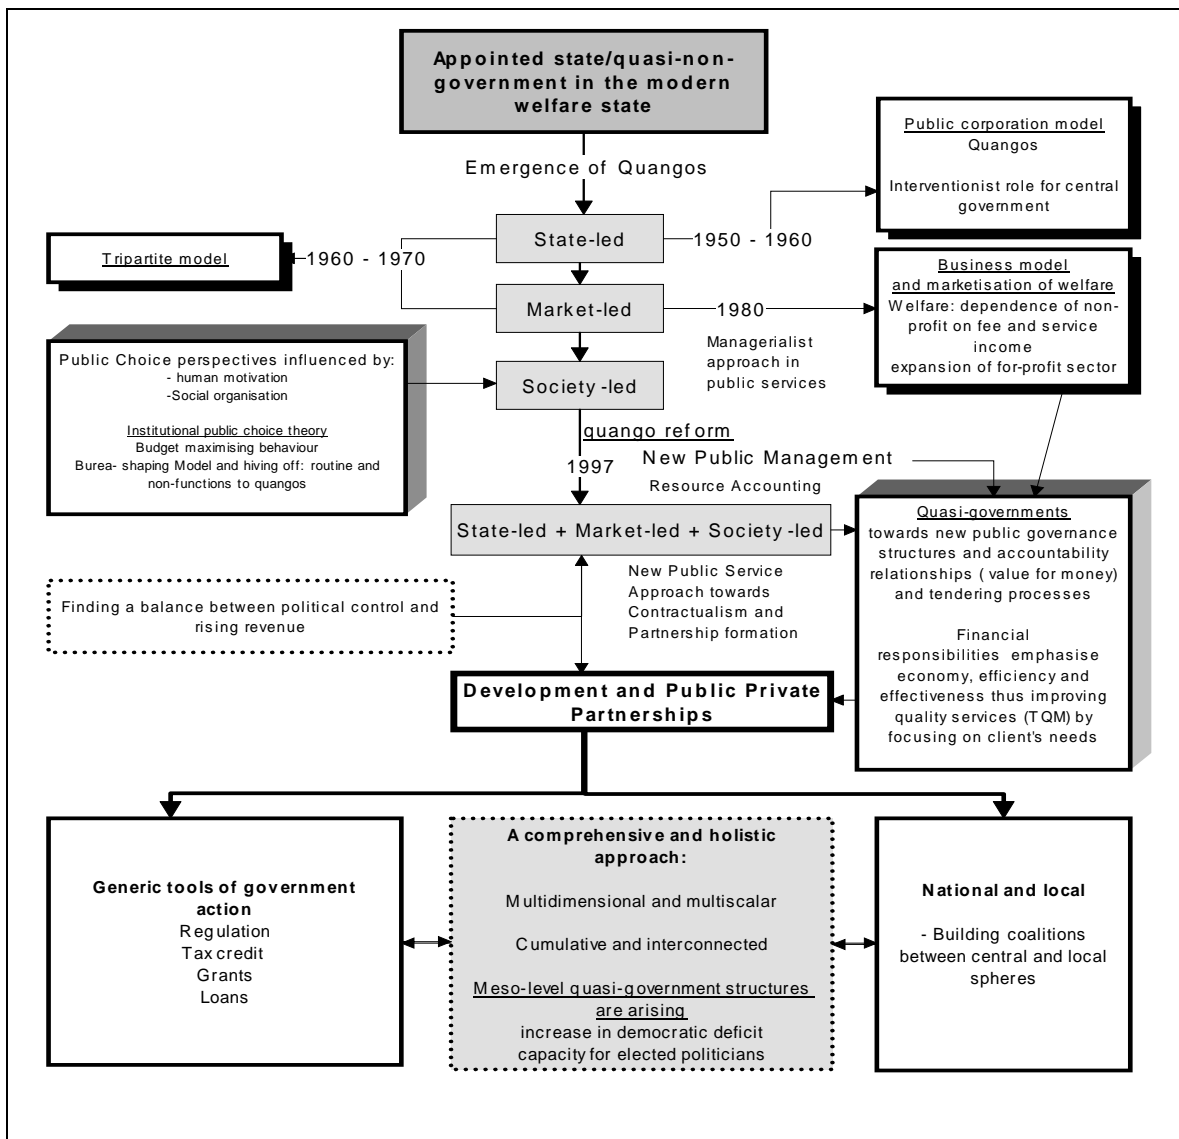 Appointed state/quasi-non-
government in the modern
welfare state
Emergence of Quangos
Public corporation model
Quangos
Interventionist role for central
government
State-led
1950 - 1960
Tripartite model
1960 - 1970
Market-led
1980
Business model
and marketisation of welfare
Welfare: dependence of non-
profit on fee and service
income
expansion of for-profit sector
Managerialist
approach in
public services
Public Choice perspectives influenced by:
- human motivation
-Social organisation
Institutional public choice theory
Budget maximising behaviour
Burea- shaping Model and hiving off: routine and
non-functions to quangos
Society-led
quango reform
1997
New Public Management
Resource Accounting
State-led + Market-led + Society-led
Quasi-governments
towards new public governance
structures and accountability
relationships ( value for money)
and tendering processes
Financial
responsibilities emphasise
economy, efficiency and
effectiveness thus improving
quality services (TQM) by
focusing on client's needs
New Public Service
Approach towards
Contractualism and
Partnership formation
Finding a balance between political control and
rising revenue
Development and Public Private
Partnerships
Generic tools of government
action
Regulation
Tax credit
Grants
Loans
A comprehensive and holistic
approach:
Multidimensional and multiscalar
Cumulative and interconnected
Meso-level quasi-government structures
are arising
increase in democratic deficit
capacity for elected politicians
National and local
- Building coalitions
between central and local
spheres